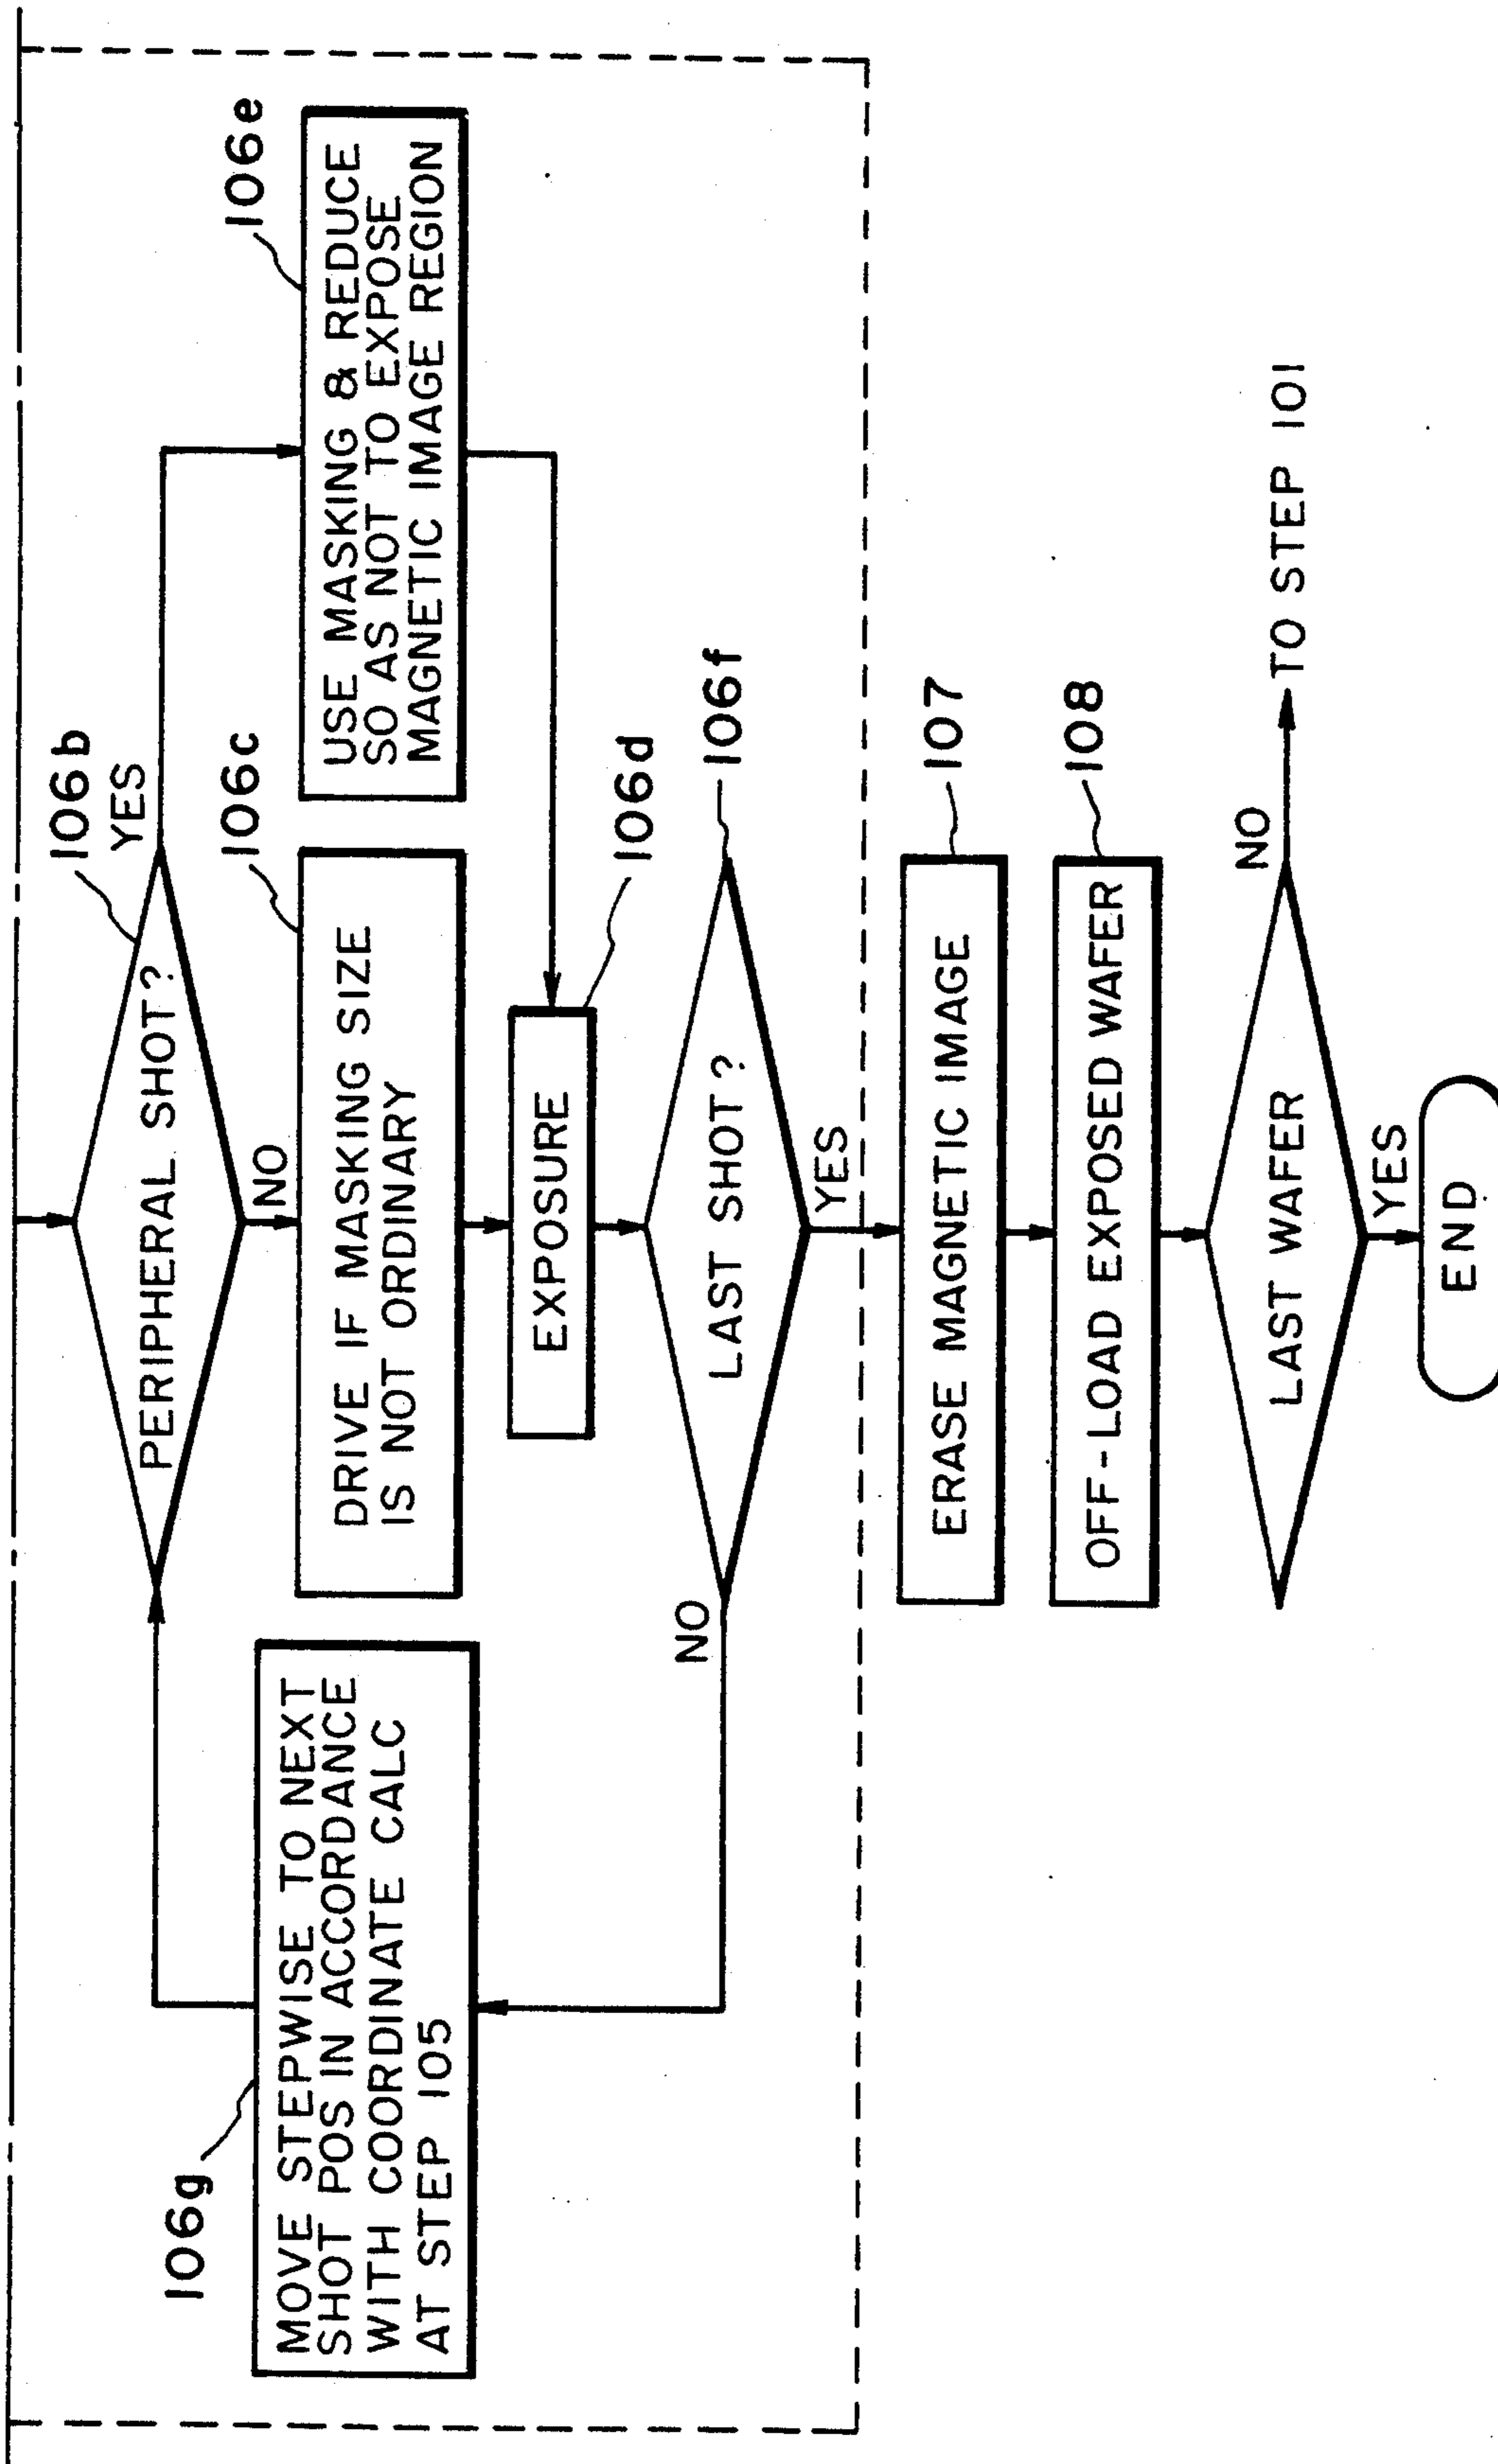 106b
PERIPHERAL SHOT?
YES
NO
106c
DRIVE IF MASKING SIZE
IS NOT ORDINARY
106e
USE MASKING & REDUCE
SO AS NOT TO EXPOSE
MAGNETIC IMAGE REGION
106g
MOVE STEPWISE TO NEXT
SHOT POS IN ACCORDANCE
WITH COORDINATE CALC
AT STEP 105
106d
EXPOSURE
106f
LAST SHOT?
NO
YES
107
ERASE MAGNETIC IMAGE
108
OFF-LOAD EXPOSED WAFER
LAST WAFER
NO
TO STEP 101
YES
END